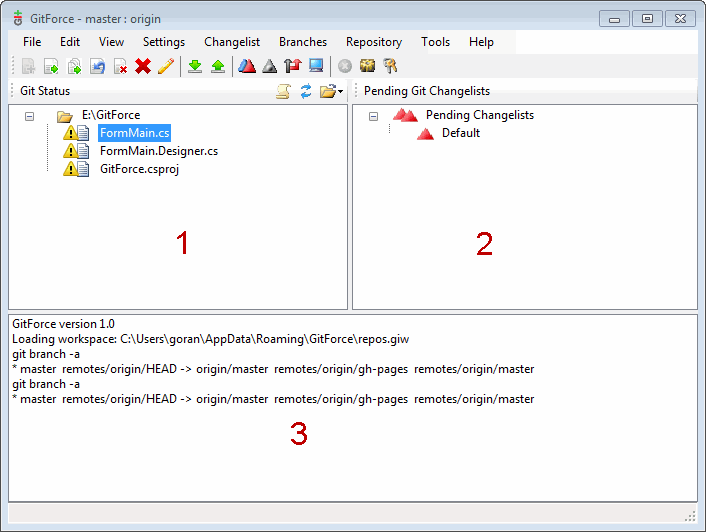 GitForce - master : origin
File Edit View Settings Changelist Branches Repository Tools Help
Git Status
Pending Git Changelists
E:\GitForce
FormMain.cs
FormMain.Designer.cs
GitForce.csproj
1
Pending Changelists
Default
2
GitForce version 1.0
Loading workspace: C:\Users\goran\AppData\Roaming\GitForce\repos.giw
git branch -a
* master  remotes/origin/HEAD -> origin/master  remotes/origin/gh-pages  remotes/origin/master
git branch -a
* master  remotes/origin/HEAD -> origin/master  remotes/origin/gh-pages  remotes/origin/master
3